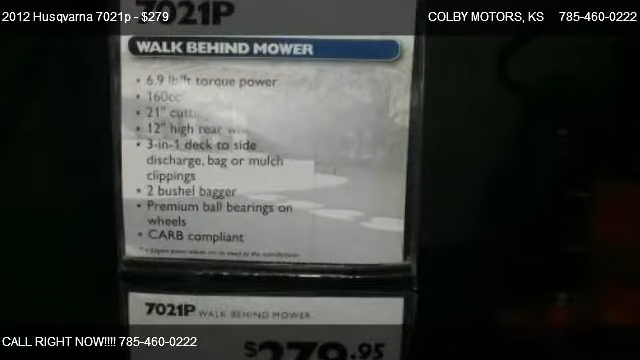 2012 Husqvarna 7021p - $279
COLBY MOTORS, KS 785-460-0222
7021P
WALK BEHIND MOWER
• 6.9 lb*ft torque power
• 160cc
• 21" cutting
• 12" high rear
• 3-in-1 deck to side
discharge, bag or mulch
clippings
• 2 bushel bagger
• Premium ball bearings on
wheels
• CARB compliant
7021P WALK BEHIND MOWER
$279.95
CALL RIGHT NOW!!!! 785-460-0222